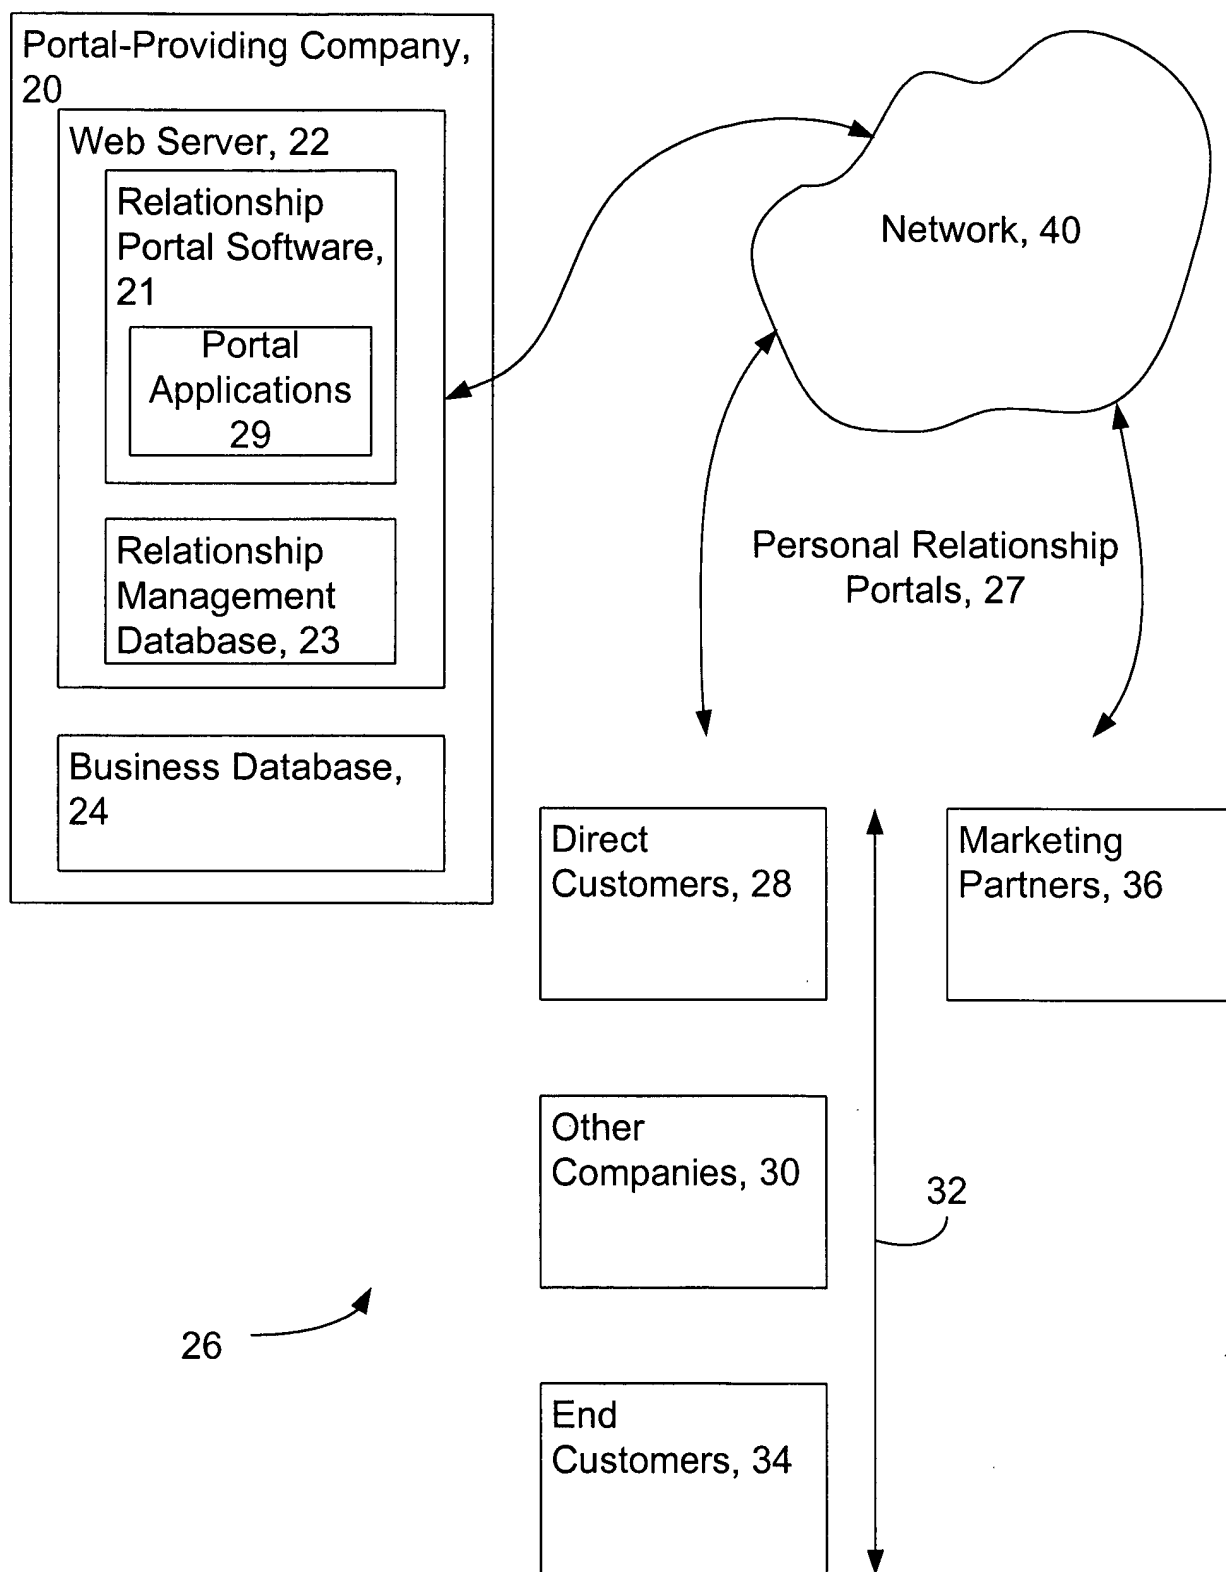 Portal-Providing Company,
20
Web Server, 22
Relationship
Portal Software,
21
Portal
Applications
29
Relationship
Management
Database, 23
Business Database,
24
Network, 40
Personal Relationship
Portals, 27
Direct
Customers, 28
Marketing
Partners, 36
Other
Companies, 30
32
26
End
Customers, 34